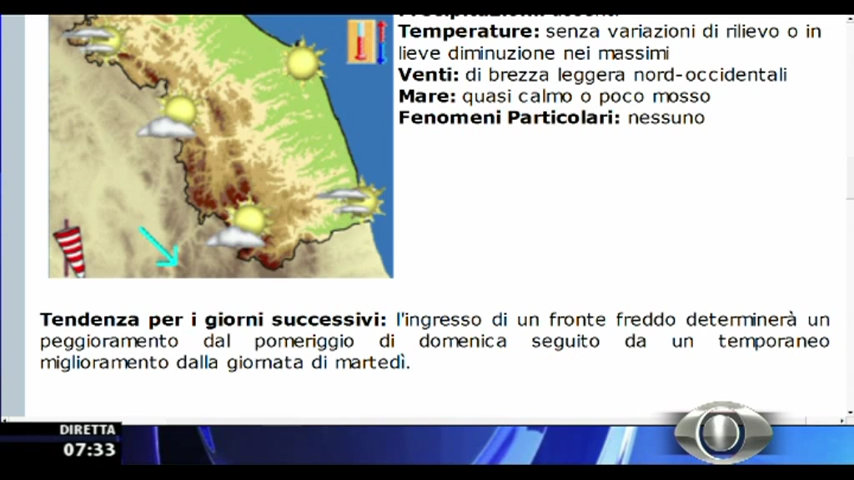 Temperature: senza variazioni di rilievo o in
lieve diminuzione nei massimi
Venti: di brezza leggera nord-occidentali
Mare: quasi calmo o poco mosso
Fenomeni Particolari: nessuno
Tendenza per i giorni successivi: l'ingresso di un fronte freddo determinerà un
peggioramento dal pomeriggio di domenica seguito da un temporaneo
miglioramento dalla giornata di martedì.
DIRETTA
07:33